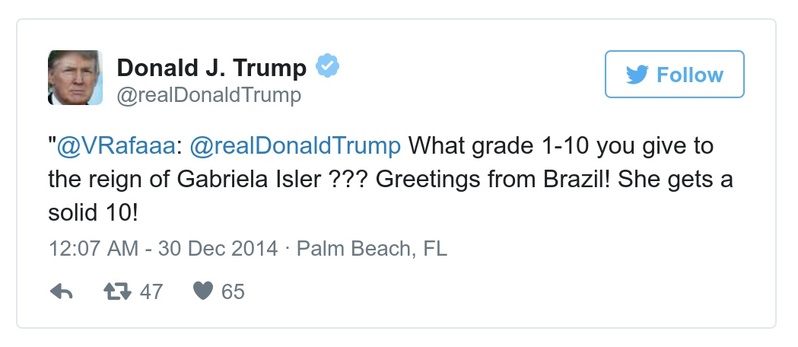 Donald J. Trump
@realDonaldTrump
Follow
"@VRafaaa: @realDonaldTrump What grade 1-10 you give to
the reign of Gabriela Isler ??? Greetings from Brazil! She gets a
solid 10!
12:07 AM - 30 Dec 2014 · Palm Beach, FL
47 65